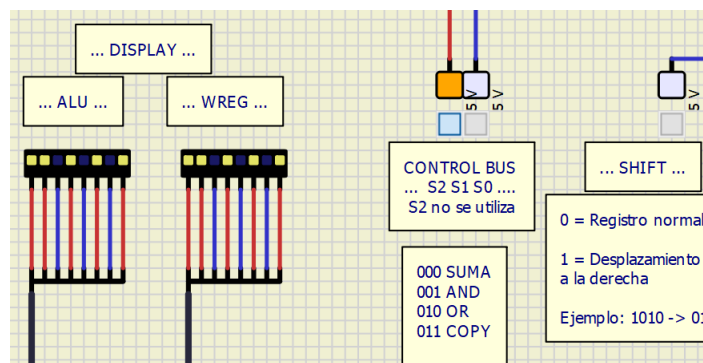 ... DISPLAY ...
... ALU ...
... WREG ...
5 V
5 V
5 V
CONTROL BUS
... S2 S1 S0 ....
S2 no se utiliza
... SHIFT ...
000 SUMA
001 AND
010 OR
011 COPY
0 = Registro normal
1 = Desplazamiento
a la derecha
Ejemplo: 1010 -> 01